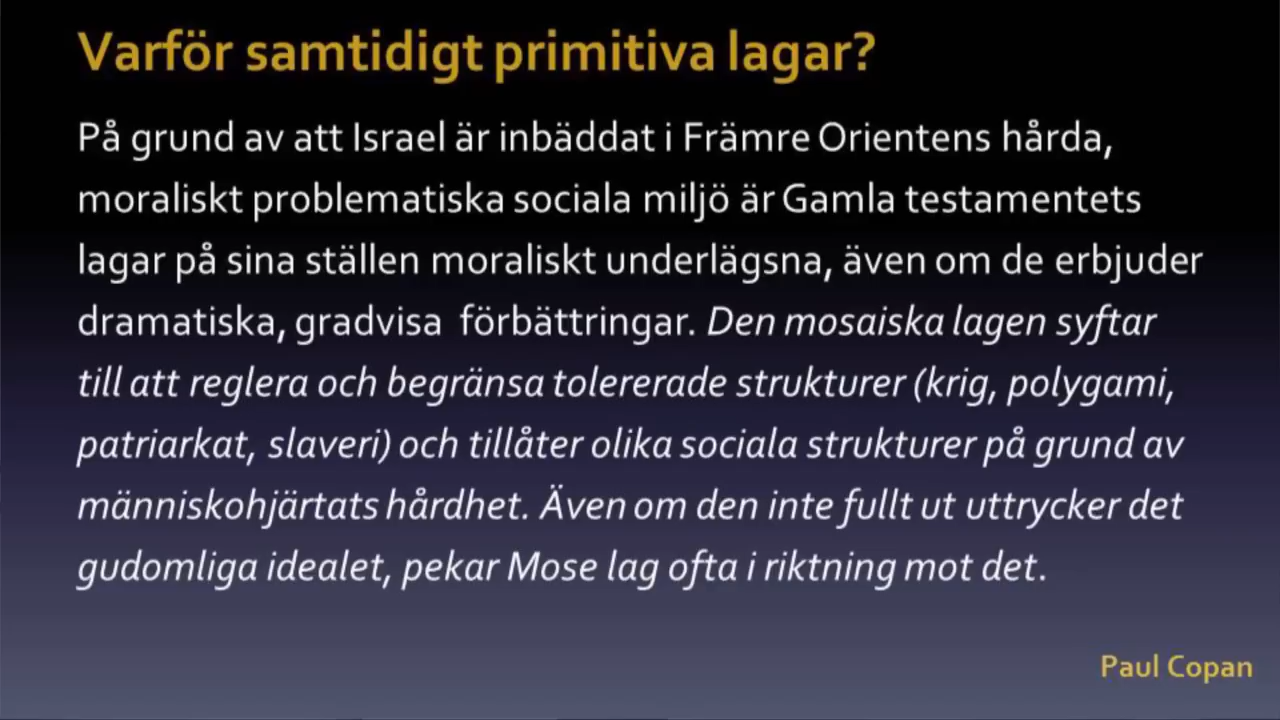 Varför samtidigt primitiva lagar?
På grund av att Israel är inbäddat i Främre Orientens hårda,
moraliskt problematiska sociala miljö är Gamla testamentets
lagar på sina ställen moraliskt underlägsna, även om de erbjuder
dramatiska, gradvisa förbättringar. Den mosaiska lagen syftar
till att reglera och begränsa tolererade strukturer (krig, polygami,
patriarkat, slaveri) och tillåter olika sociala strukturer på grund av
människohjärtats hårdhet. Även om den inte fullt ut uttrycker det
gudomliga idealet, pekar Mose lag ofta i riktning mot det.
Paul Copan